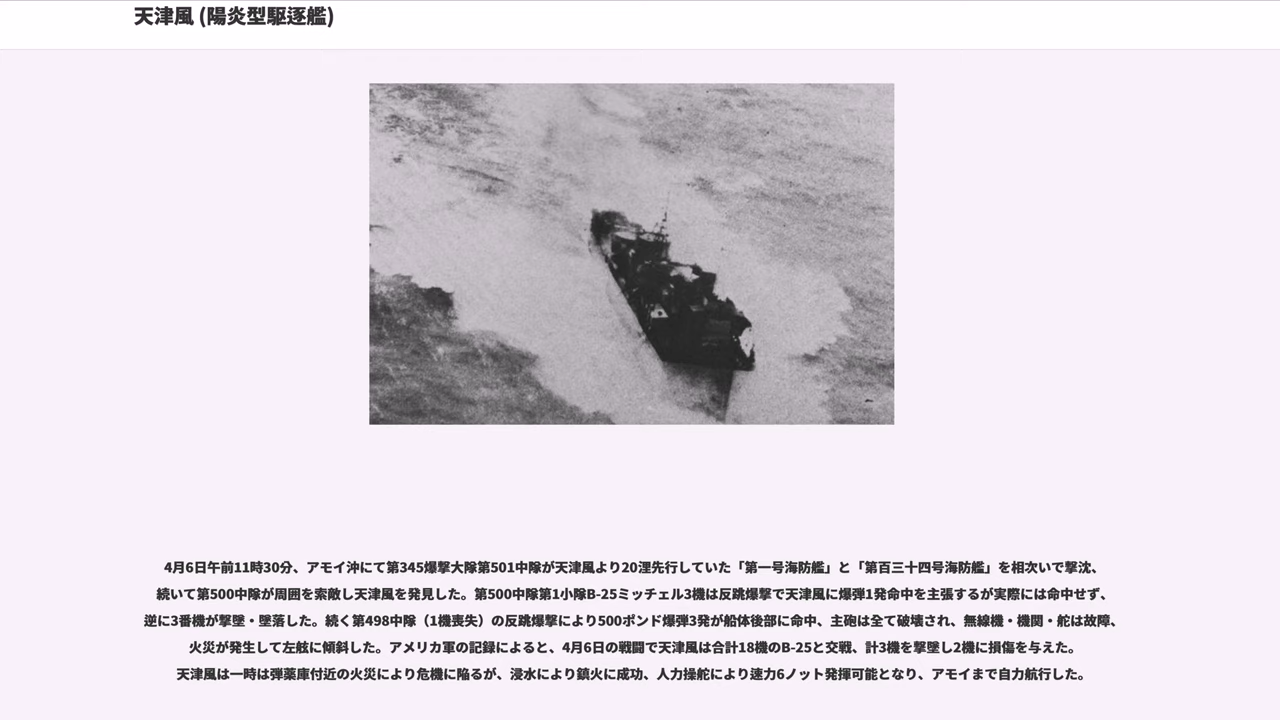 天津風 (陽炎型駆逐艦)
4月6日午前11時30分、アモイ沖にて第345爆撃大隊第501中隊が天津風より20浬先行していた「第一号海防艦」と「第百三十四号海防艦」を相次いで撃沈、
続いて第500中隊が周囲を索敵し天津風を発見した。第500中隊第1小隊B-25ミッチェル3機は反跳爆撃で天津風に爆弾1発命中を主張するが実際には命中せず、
逆に3番機が撃墜・墜落した。続く第498中隊（1機喪失）の反跳爆撃により500ポンド爆弾3発が船体後部に命中、主砲は全て破壊され、無線機・機関・舵は故障、
火災が発生して左舷に傾斜した。アメリカ軍の記録によると、4月6日の戦闘で天津風は合計18機のB-25と交戦、計3機を撃墜し2機に損傷を与えた。
天津風は一時は弾薬庫付近の火災により危機に陥るが、浸水により鎮火に成功、人力操舵により速力6ノット発揮可能となり、アモイまで自力航行した。